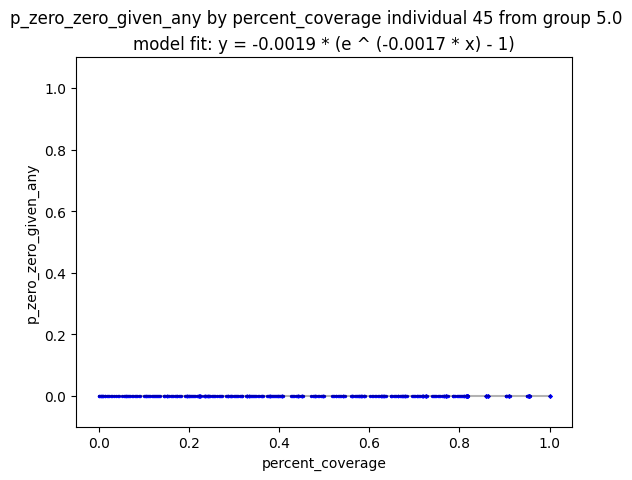 p_zero_zero_given_any by percent_coverage individual 45 from group 5.0
model fit: y = -0.0019 * (e ^ (-0.0017 * x) - 1)
1.0
0.8
0.6
0.4
0.2
0.0
p_zero_zero_given_any
0.0 0.2 0.4 0.6 0.8 1.0
percent_coverage